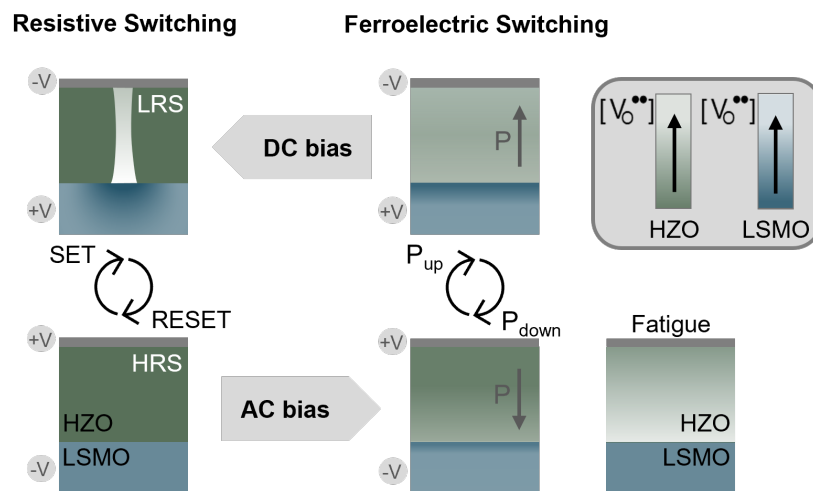 Resistive Switching
Ferroelectric Switching
-V
LRS
+V
DC bias
-V
P
+V
[V_O^••]
[V_O^••]
HZO
LSMO
SET
RESET
P_up
P_down
Fatigue
+V
HRS
HZO
LSMO
-V
AC bias
+V
P
-V
HZO
LSMO